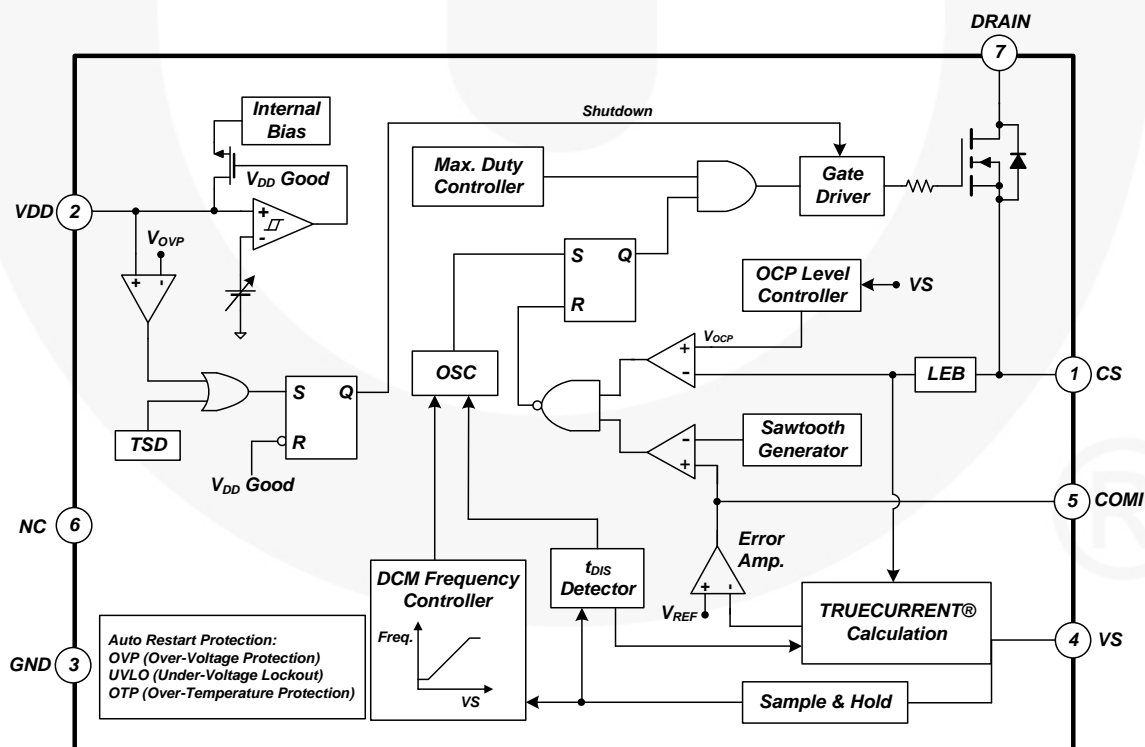 DRAIN
7
Internal
Bias
Shutdown
Max. Duty
Controller
Gate
Driver
VDD Good
VDD
2
+
-
VOVP
+
-
S
Q
R
OCP Level
Controller
VS
VOCP
+
-
OSC
LEB
1
CS
S
Q
R
TSD
VDD Good
Sawtooth
Generator
-
+
5
COMI
NC
6
Error
Amp.
DCM Frequency
Controller
Freq.
VS
tDIS
Detector
+
-
VREF
TRUECURRENT®
Calculation
4
VS
GND
3
Auto Restart Protection:
OVP (Over-Voltage Protection)
UVLO (Under-Voltage Lockout)
OTP (Over-Temperature Protection)
Sample & Hold
®